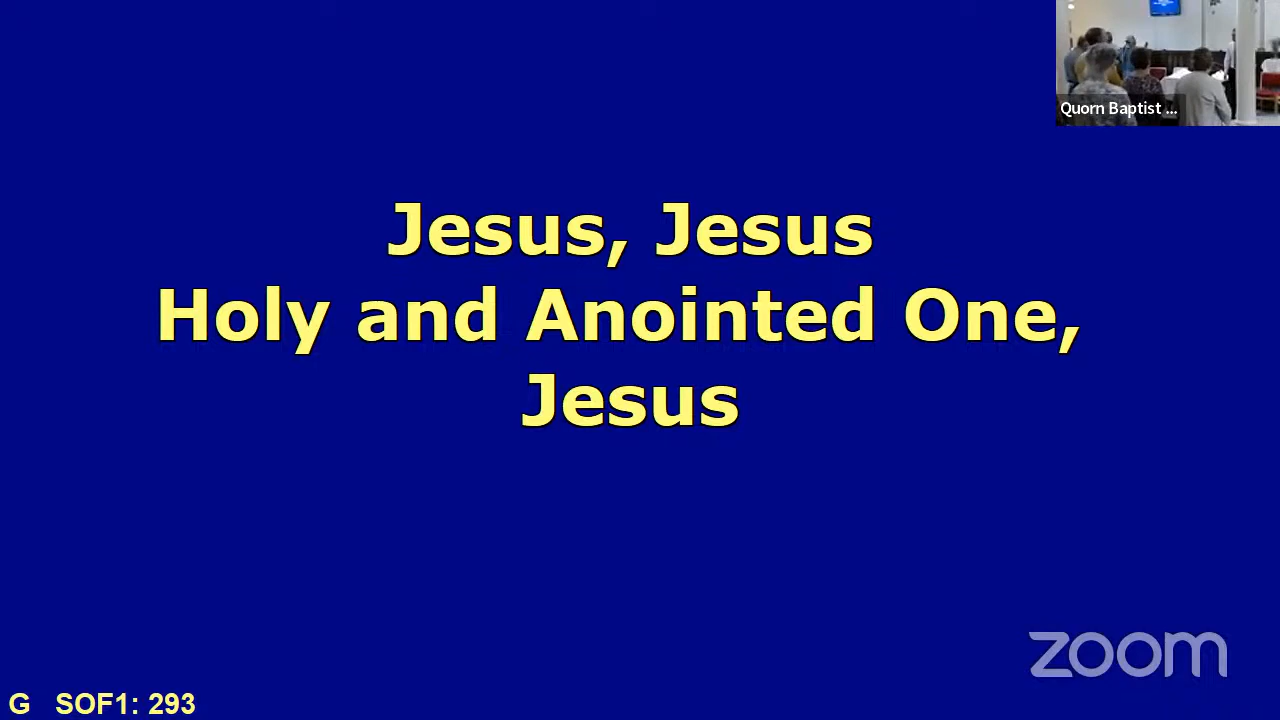 Quorn Baptist ...
Jesus, Jesus
Holy and Anointed One,
Jesus
zoom
G SOF1: 293